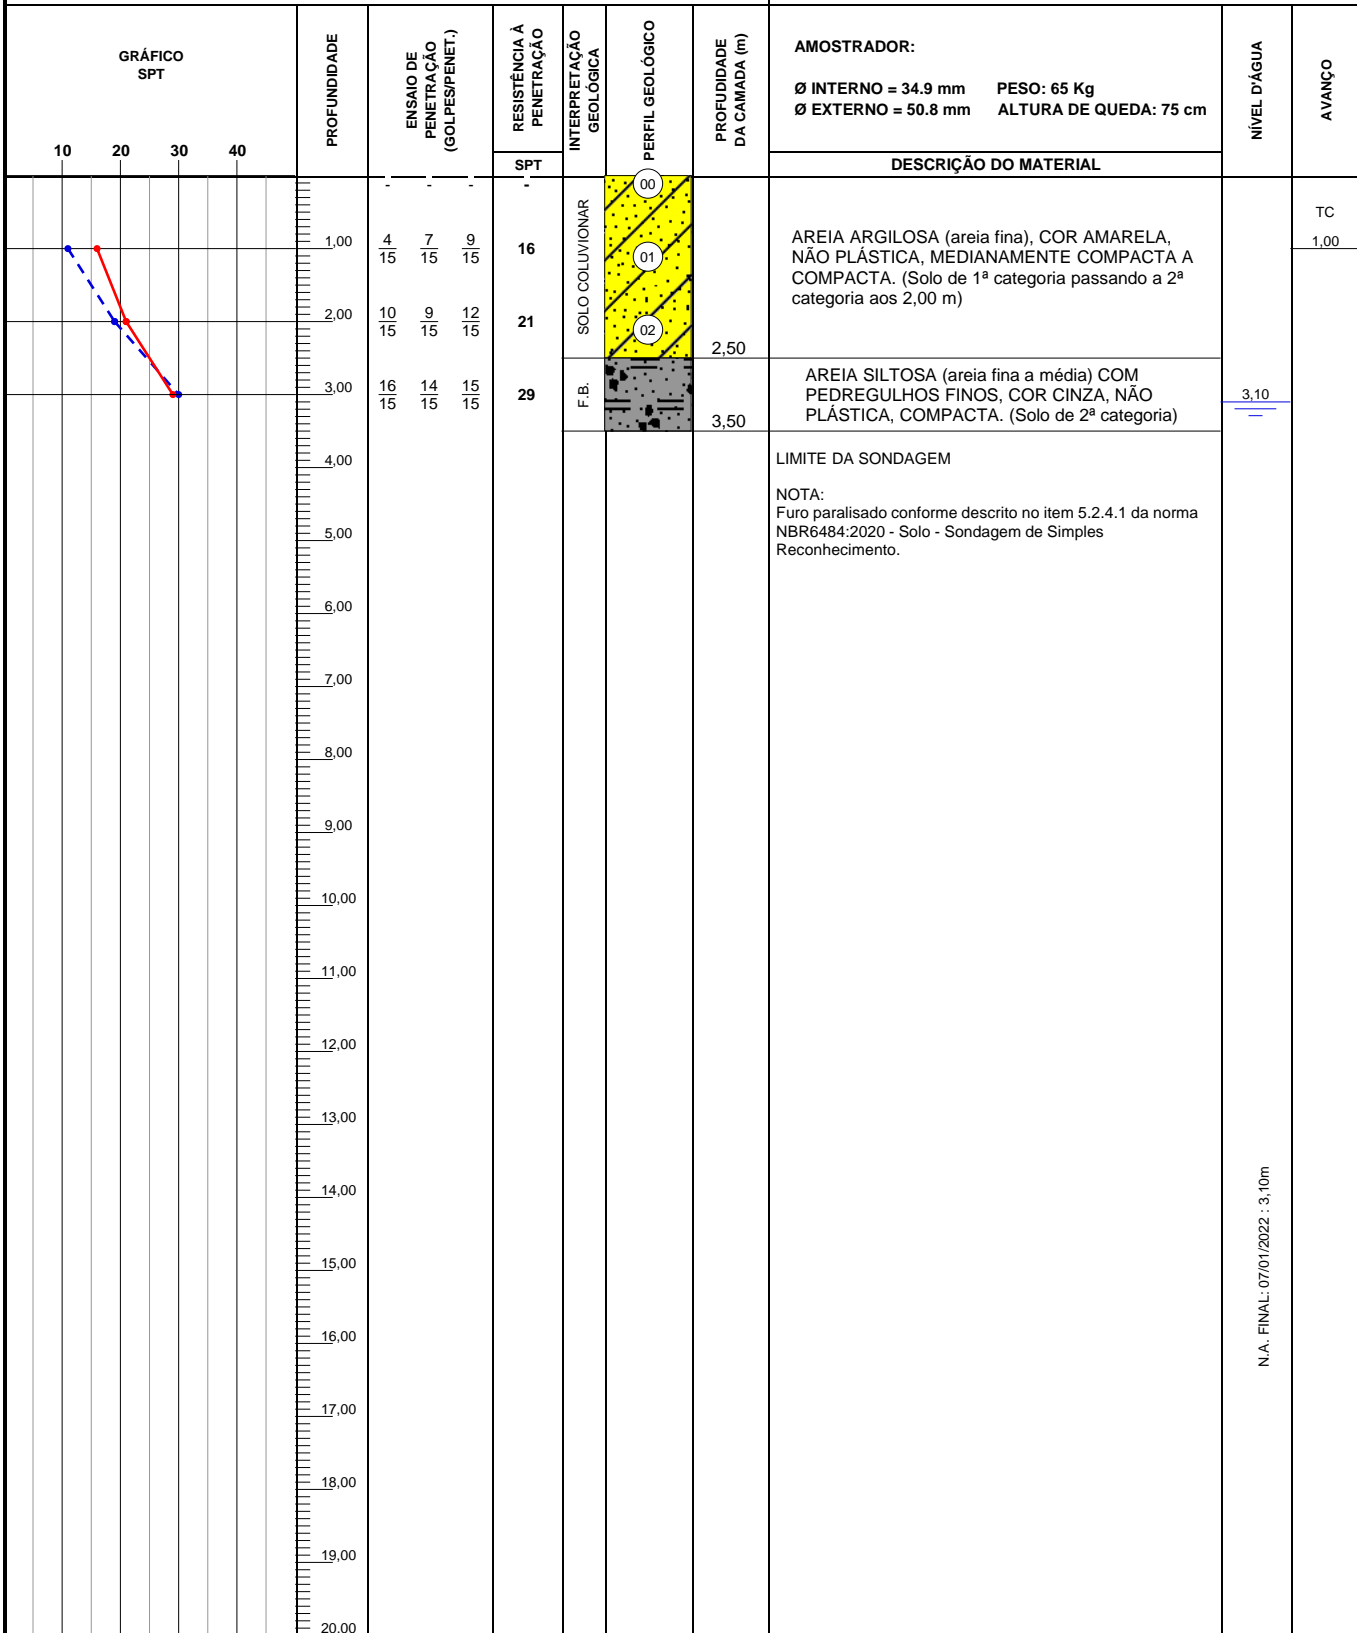 GRÁFICO
SPT
10 20 30 40
PROFUNDIDADE
ENSAIO DE
PENETRAÇÃO
(GOLPES/PENET.)
RESISTÊNCIA À
PENETRAÇÃO
SPT
INTERPRETAÇÃO
GEOLÓGICA
PERFIL GEOLÓGICO
PROFUDIDADE
DA CAMADA (m)
AMOSTRADOR:
Ø INTERNO = 34.9 mm PESO: 65 Kg
Ø EXTERNO = 50.8 mm ALTURA DE QUEDA: 75 cm
DESCRIÇÃO DO MATERIAL
NÍVEL D'ÁGUA
AVANÇO
- - - -
00
TC
1,00
1,00
4 7 9
15 15 15
16
01
SOLO COLUVIONAR
AREIA ARGILOSA (areia fina), COR AMARELA,
NÃO PLÁSTICA, MEDIANAMENTE COMPACTA A
COMPACTA. (Solo de 1ª categoria passando a 2ª
categoria aos 2,00 m)
2,00
10 9 12
15 15 15
21
02
2,50
3,00
16 14 15
15 15 15
29
F.B.
3,50
AREIA SILTOSA (areia fina a média) COM
PEDREGULHOS FINOS, COR CINZA, NÃO
PLÁSTICA, COMPACTA. (Solo de 2ª categoria)
3,10
4,00
LIMITE DA SONDAGEM
NOTA:
Furo paralisado conforme descrito no item 5.2.4.1 da norma
NBR6484:2020 - Solo - Sondagem de Simples
Reconhecimento.
5,00
6,00
7,00
8,00
9,00
10,00
11,00
12,00
13,00
14,00
15,00
16,00
17,00
18,00
19,00
20,00
N.A. FINAL: 07/01/2022 : 3,10m